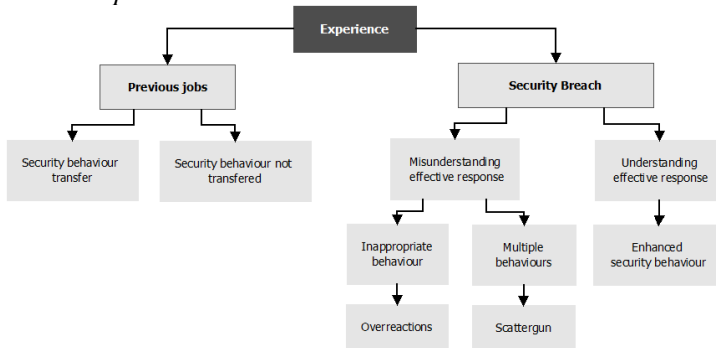 Experience
Previous jobs
Security Breach
Security behaviour
transfer
Security behaviour not
transfered
Misunderstanding
effective response
Understanding
effective response
Inappropriate
behaviour
Multiple
behaviours
Enhanced
security behaviour
Overreactions
Scattergun